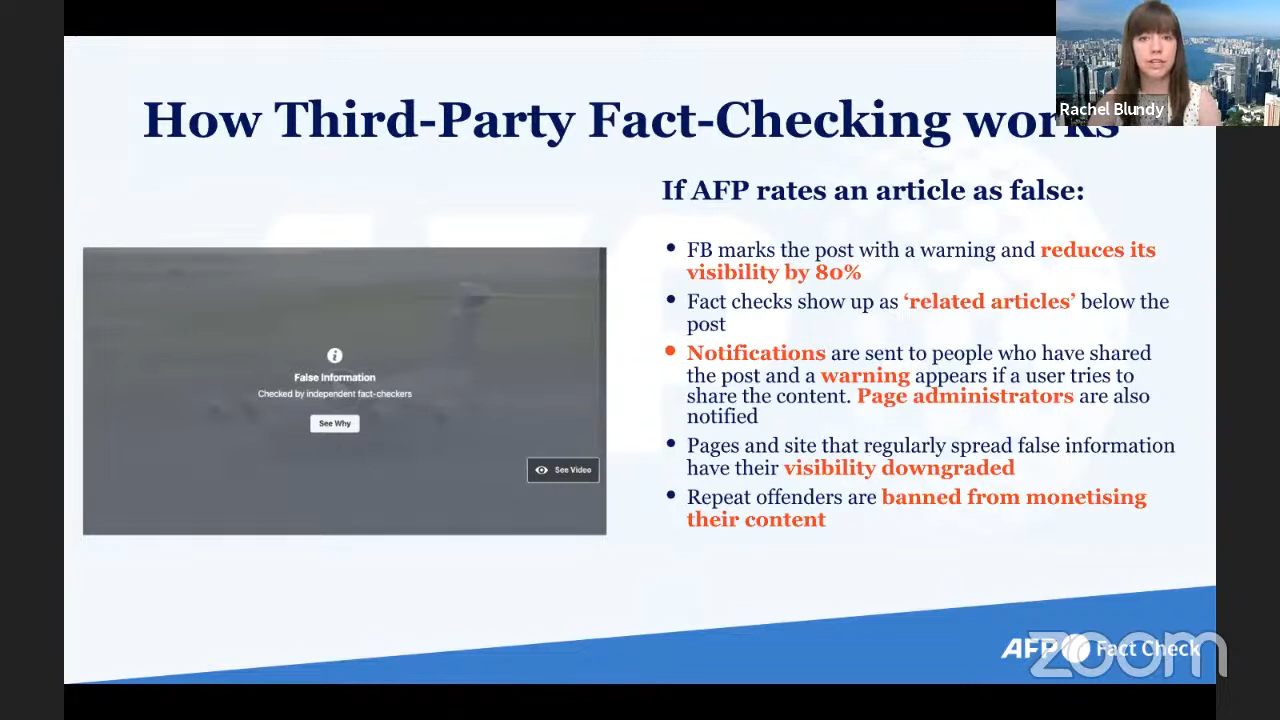 How Third-Party Fact-Checking works
Rachel Blundy
If AFP rates an article as false:
• FB marks the post with a warning and reduces its
visibility by 80%
• Fact checks show up as ‘related articles’ below the
post
• Notifications are sent to people who have shared
the post and a warning appears if a user tries to
share the content. Page administrators are also
notified
• Pages and site that regularly spread false information
have their visibility downgraded
• Repeat offenders are banned from monetising
their content
False Information
Checked by independent fact-checkers
See Why
See Video
AFP Fact Check
zoom